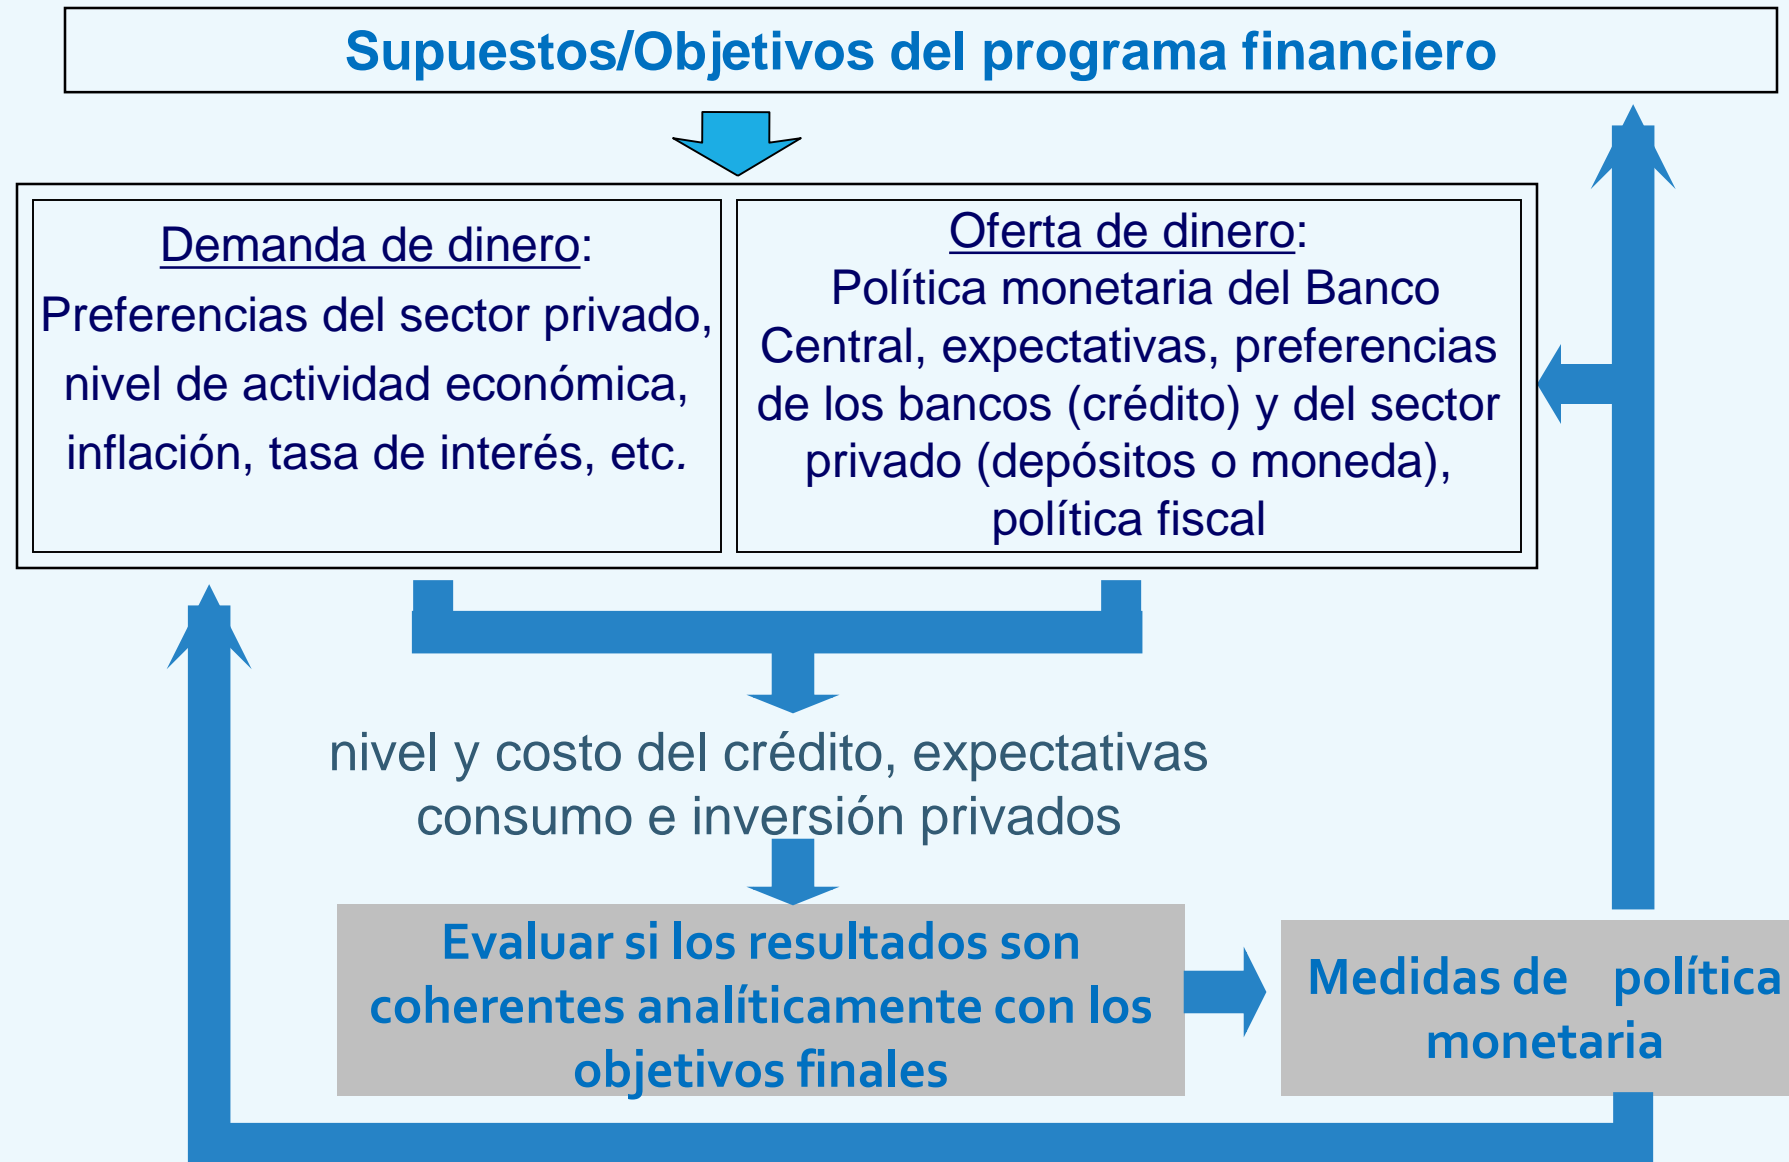 Supuestos/Objetivos del programa financiero
Demanda de dinero:
Preferencias del sector privado,
nivel de actividad económica,
inflación, tasa de interés, etc.
Oferta de dinero:
Política monetaria del Banco
Central, expectativas, preferencias
de los bancos (crédito) y del sector
privado (depósitos o moneda),
política fiscal
nivel y costo del crédito, expectativas
consumo e inversión privados
Evaluar si los resultados son
coherentes analíticamente con los
objetivos finales
Medidas de política
monetaria